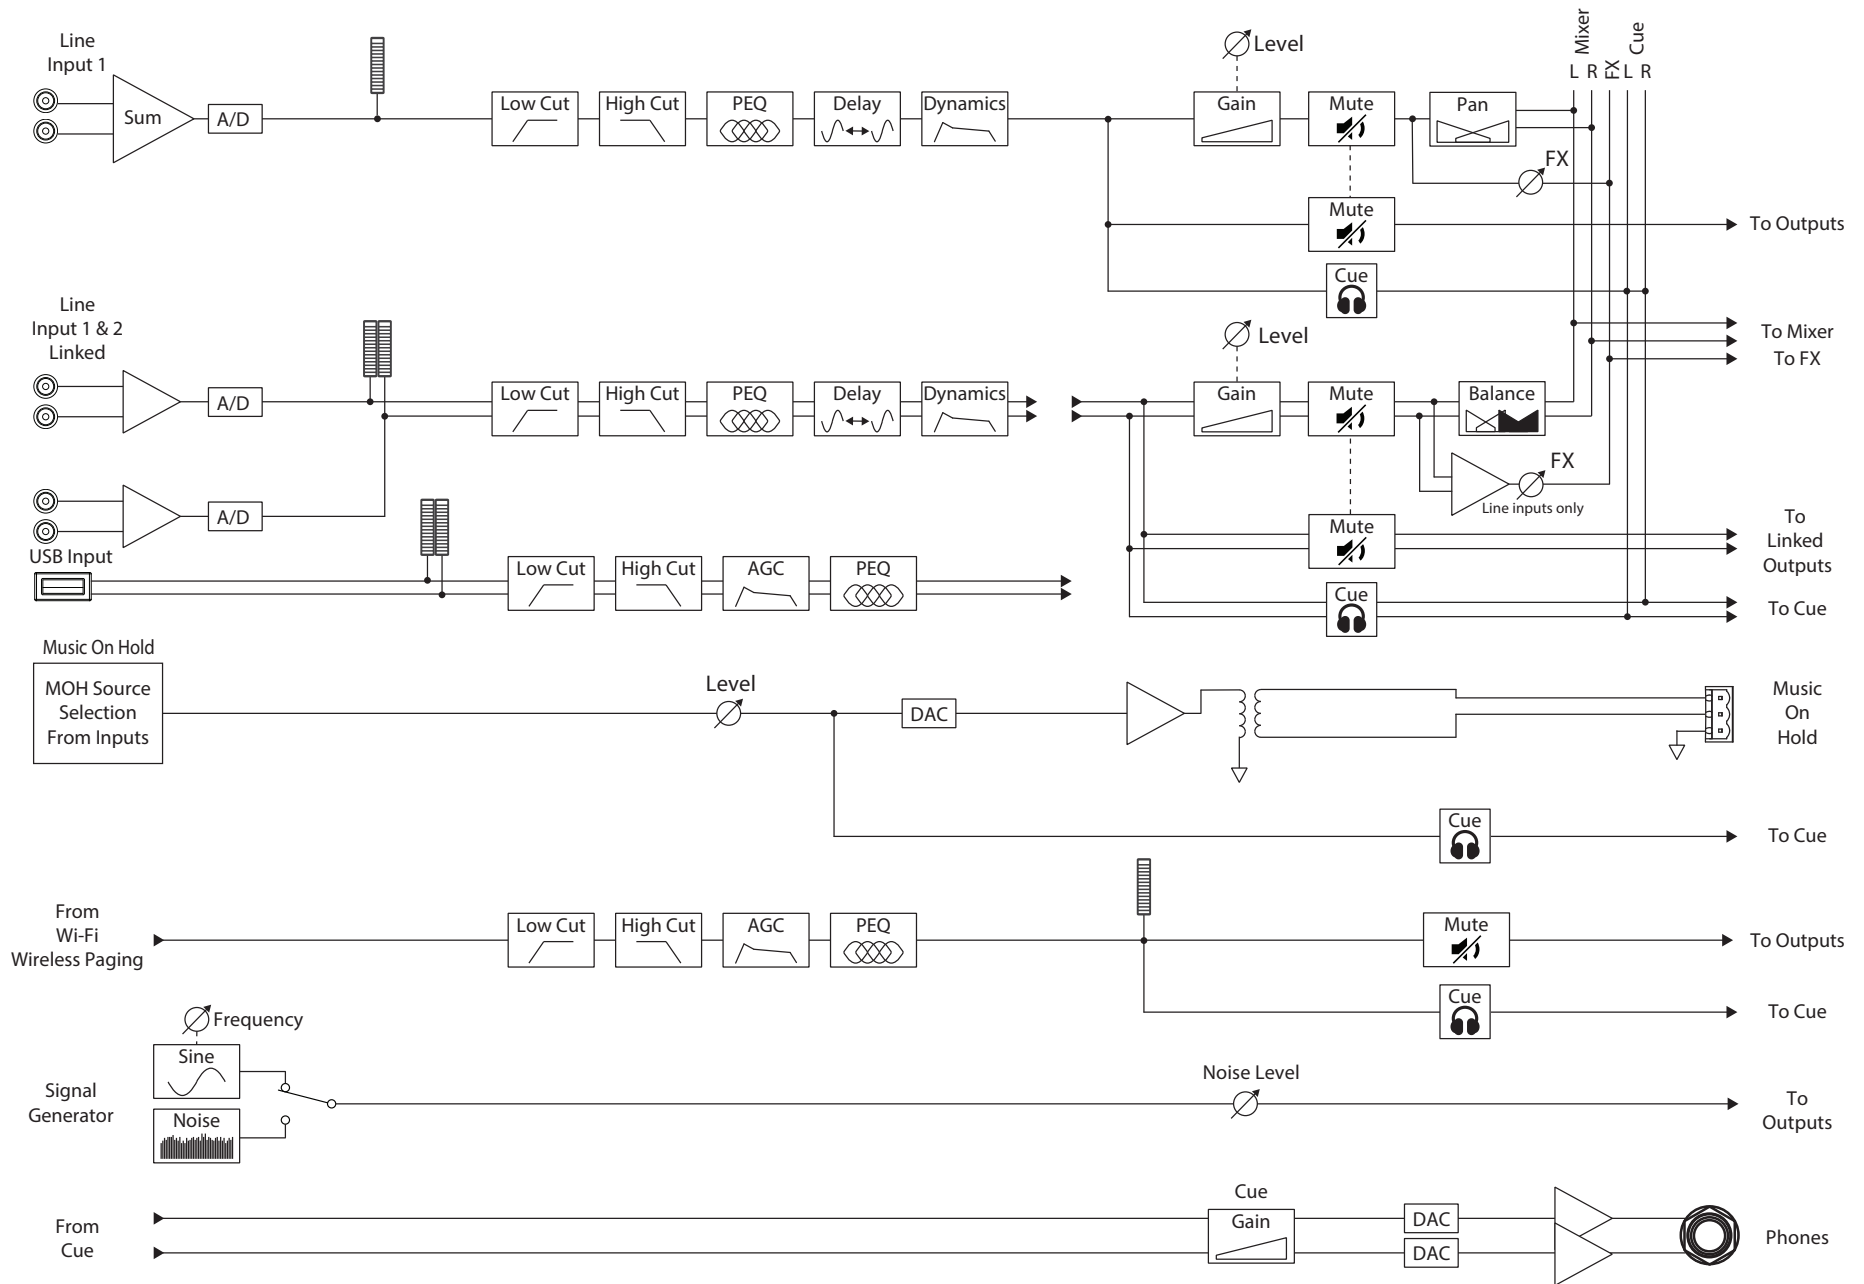 Line
Input 1
Sum
A/D
Low Cut
High Cut
PEQ
Delay
Dynamics
Level
Gain
Mute
Pan
FX
Mixer
FX
Cue
L R L R
Mute
To Outputs
Cue
Line
Input 1 & 2
Linked
A/D
Low Cut
High Cut
PEQ
Delay
Dynamics
Level
Gain
Mute
Balance
FX
Line inputs only
To Mixer
To FX
A/D
Mute
To
Linked
Outputs
USB Input
Low Cut
High Cut
AGC
PEQ
Cue
To Cue
Music On Hold
MOH Source
Selection
From Inputs
Level
DAC
Music
On
Hold
Cue
To Cue
From
Wi-Fi
Wireless Paging
Low Cut
High Cut
AGC
PEQ
Mute
To Outputs
Cue
To Cue
Frequency
Sine
Signal
Generator
Noise
Noise Level
To
Outputs
From
Cue
Cue
Gain
DAC
DAC
Phones